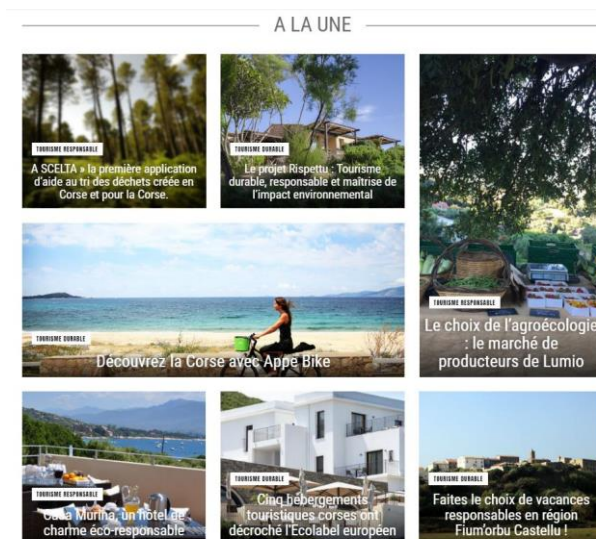 A LA UNE
TOURISME RESPONSABLE
A SCELTA » la première application
d'aide au tri des déchets créée en
Corse et pour la Corse.
TOURISME DURABLE
Le projet Rispettu : Tourisme
durable, responsable et maîtrise de
l'impact environnemental
TOURISME RESPONSABLE
Le choix de l'agroécologie
: le marché de
producteurs de Lumio
TOURISME DURABLE
Découvrez la Corse avec Appe Bike
TOURISME RESPONSABLE
Casa Murina, un hôtel de
charme éco-responsable
TOURISME DURABLE
Cinq hébergements
touristiques corses ont
décroché l'Ecolabel européen
TOURISME DURABLE
Faites le choix de vacances
responsables en région
Fium'orbu Castellu !